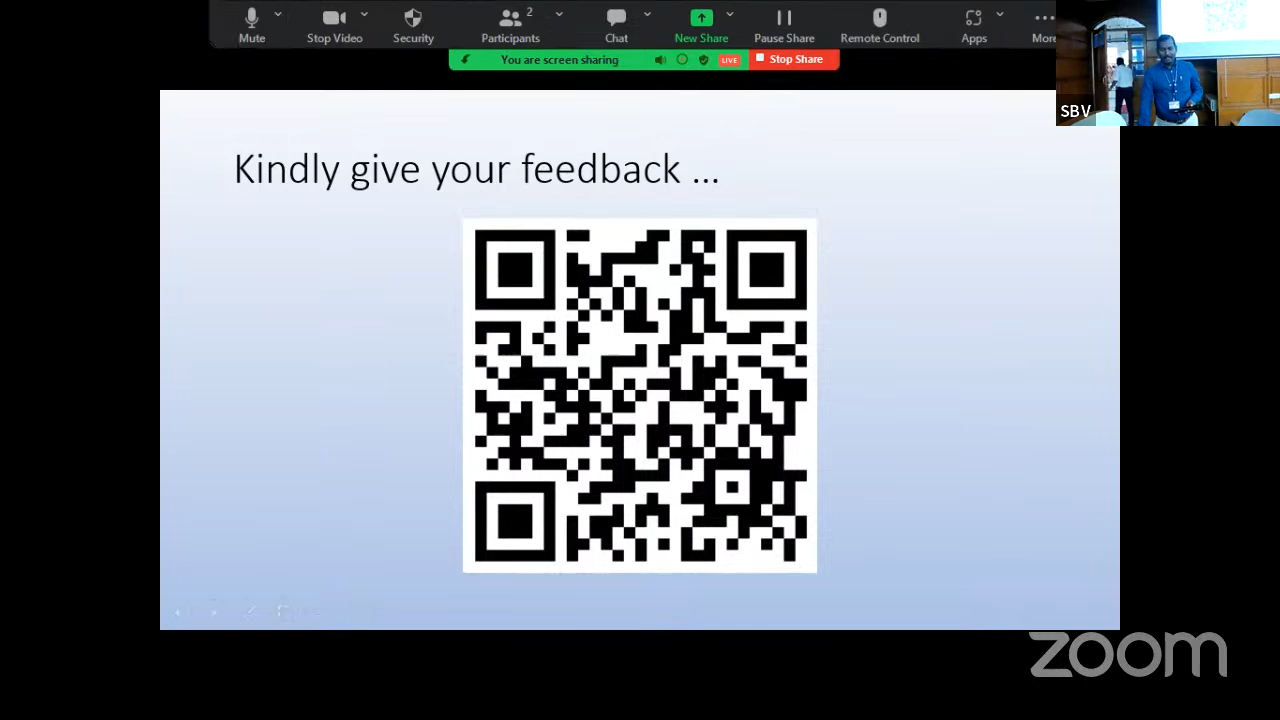 2
Mute
Stop Video
Security
Participants
Chat
New Share
Pause Share
Remote Control
Apps
More
You are screen sharing
LIVE
Stop Share
SBV
Kindly give your feedback ...
zoom